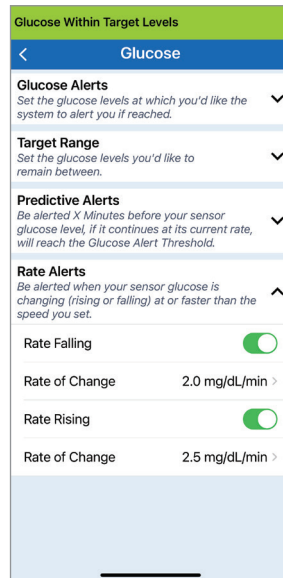 Glucose Within Target Levels
Glucose
Glucose Alerts
Set the glucose levels at which you'd like the
system to alert you if reached.
Target Range
Set the glucose levels you'd like to
remain between.
Predictive Alerts
Be alerted X Minutes before your sensor
glucose level, if it continues at its current rate,
will reach the Glucose Alert Threshold.
Rate Alerts
Be alerted when your sensor glucose is
changing (rising or falling) at or faster than the
speed you set.
Rate Falling
Rate of Change 2.0 mg/dL/min
Rate Rising
Rate of Change 2.5 mg/dL/min